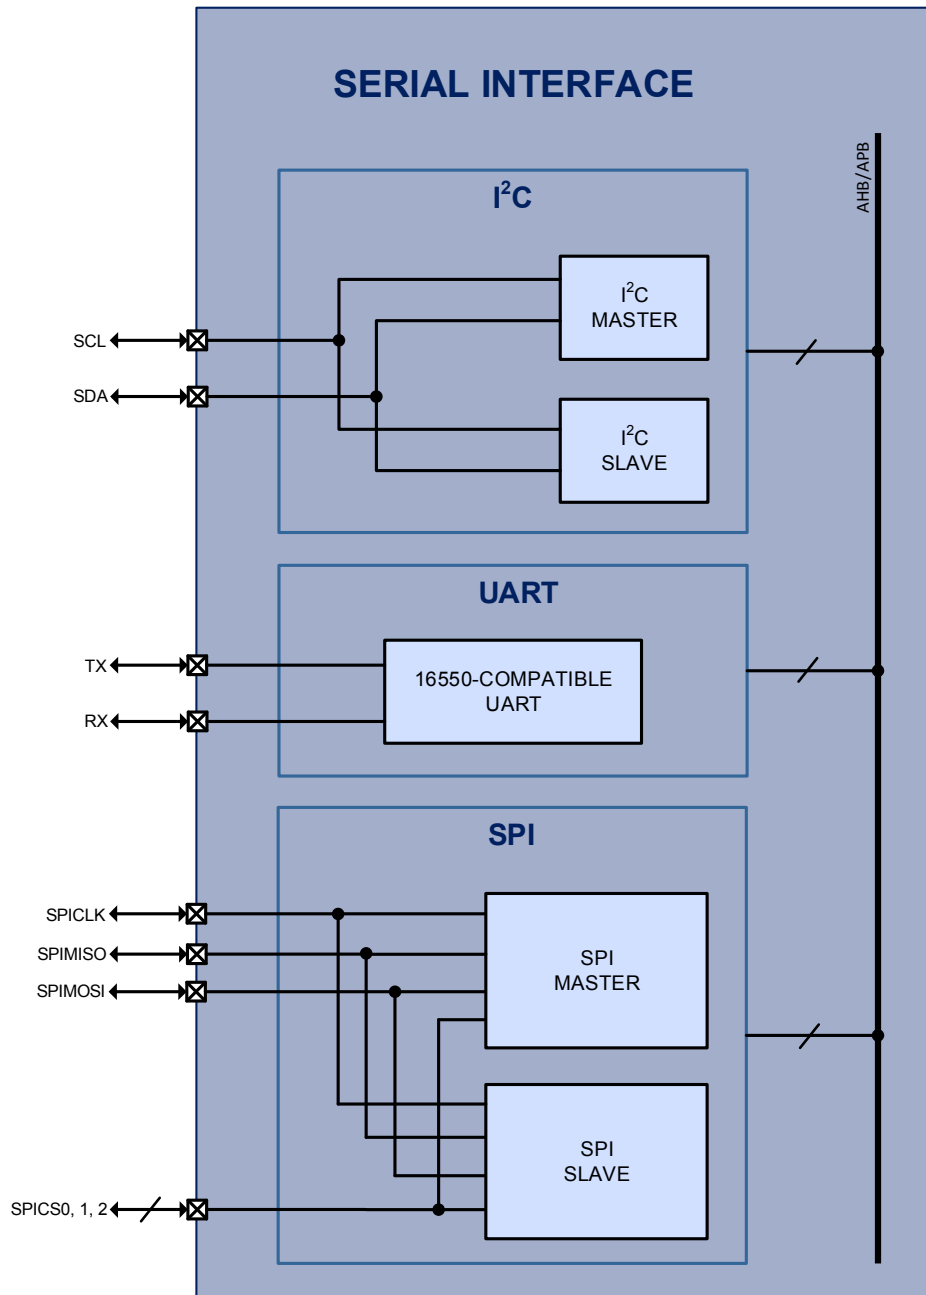 SERIAL INTERFACE
AHB/APB
I²C
I²C
MASTER
SCL
SDA
I²C
SLAVE
UART
TX
16550-COMPATIBLE
UART
RX
SPI
SPICLK
SPIMISO
SPI
MASTER
SPIMOSI
SPI
SLAVE
SPICS0, 1, 2